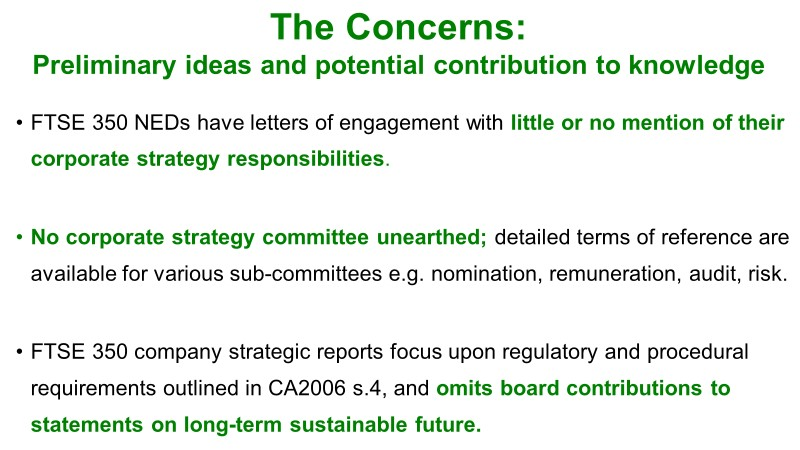 The Concerns:
Preliminary ideas and potential contribution to knowledge
• FTSE 350 NEDs have letters of engagement with little or no mention of their
corporate strategy responsibilities.
• No corporate strategy committee unearthed; detailed terms of reference are
available for various sub-committees e.g. nomination, remuneration, audit, risk.
• FTSE 350 company strategic reports focus upon regulatory and procedural
requirements outlined in CA2006 s.4, and omits board contributions to
statements on long-term sustainable future.